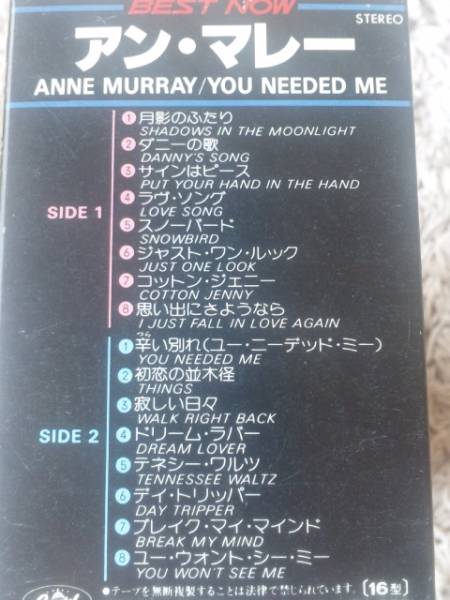 BEST NOW
STEREO
アン・マレー
ANNE MURRAY/YOU NEEDED ME
SIDE 1
1 月影のふたり
SHADOWS IN THE MOONLIGHT
2 ダニーの歌
DANNY'S SONG
3 サインはピース
PUT YOUR HAND IN THE HAND
4 ラヴ・ソング
LOVE SONG
5 スノーバード
SNOWBIRD
6 ジャスト・ワン・ルック
JUST ONE LOOK
7 コットン・ジェニー
COTTON JENNY
8 思い出にさようなら
I JUST FALL IN LOVE AGAIN
SIDE 2
つら
1 辛い別れ(ユー・ニーデッド・ミー)
YOU NEEDED ME
2 初恋の並木径
THINGS
3 寂しい日々
WALK RIGHT BACK
4 ドリーム・ラバー
DREAM LOVER
5 テネシー・ワルツ
TENNESSEE WALTZ
6 デイ・トリッパー
DAY TRIPPER
7 ブレイク・マイ・マインド
BREAK MY MIND
8 ユー・ウォント・シー・ミー
YOU WON'T SEE ME
●テープを無断複製することは法律で禁じられています。 [16型]